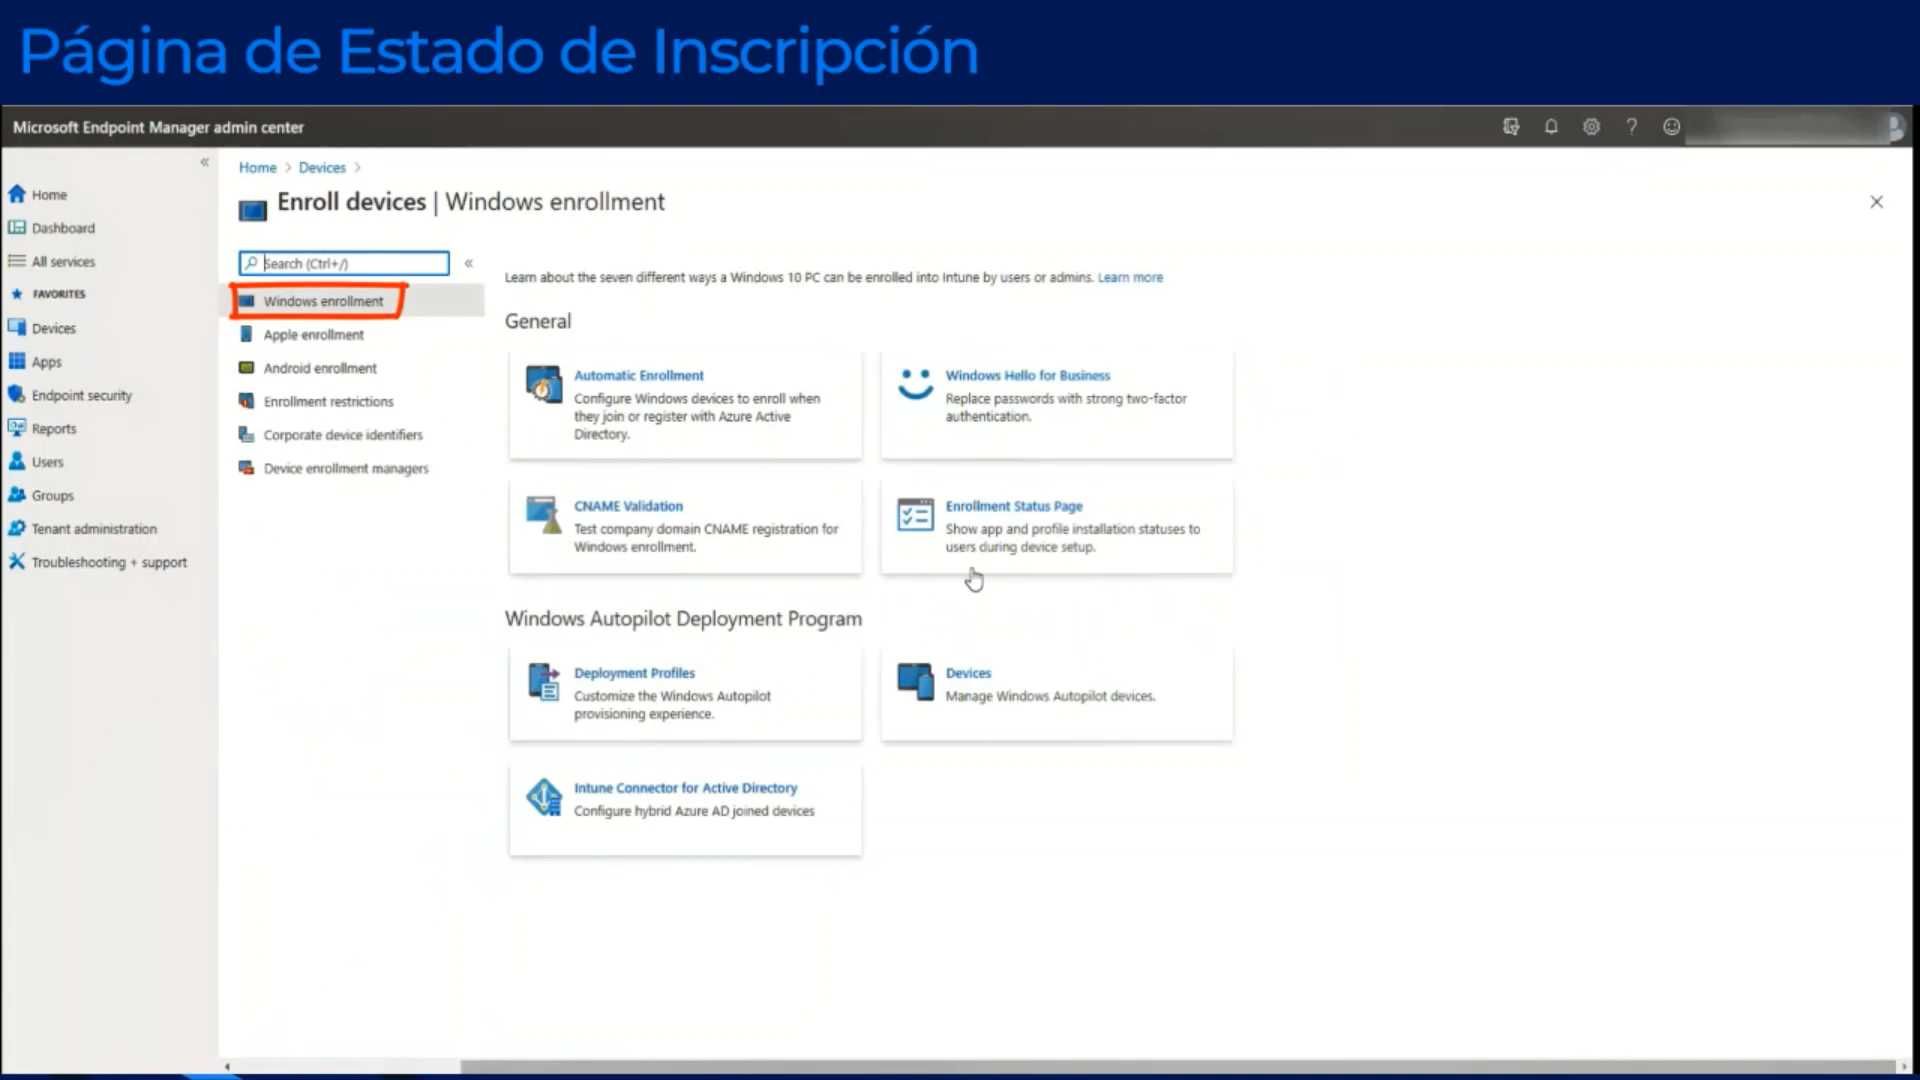 Página de Estado de Inscripción
Microsoft Endpoint Manager admin center
Home
Dashboard
All services
FAVORITES
Devices
Apps
Endpoint security
Reports
Users
Groups
Tenant administration
Troubleshooting + support
Home > Devices >
Enroll devices | Windows enrollment
Search (Ctrl+/)
Windows enrollment
Apple enrollment
Android enrollment
Enrollment restrictions
Corporate device identifiers
Device enrollment managers
Learn about the seven different ways a Windows 10 PC can be enrolled into Intune by users or admins. Learn more
General
Automatic Enrollment
Configure Windows devices to enroll when
they join or register with Azure Active
Directory.
Windows Hello for Business
Replace passwords with strong two-factor
authentication.
CNAME Validation
Test company domain CNAME registration for
Windows enrollment.
Enrollment Status Page
Show app and profile installation statuses to
users during device setup.
Windows Autopilot Deployment Program
Deployment Profiles
Customize the Windows Autopilot
provisioning experience.
Devices
Manage Windows Autopilot devices.
Intune Connector for Active Directory
Configure hybrid Azure AD joined devices